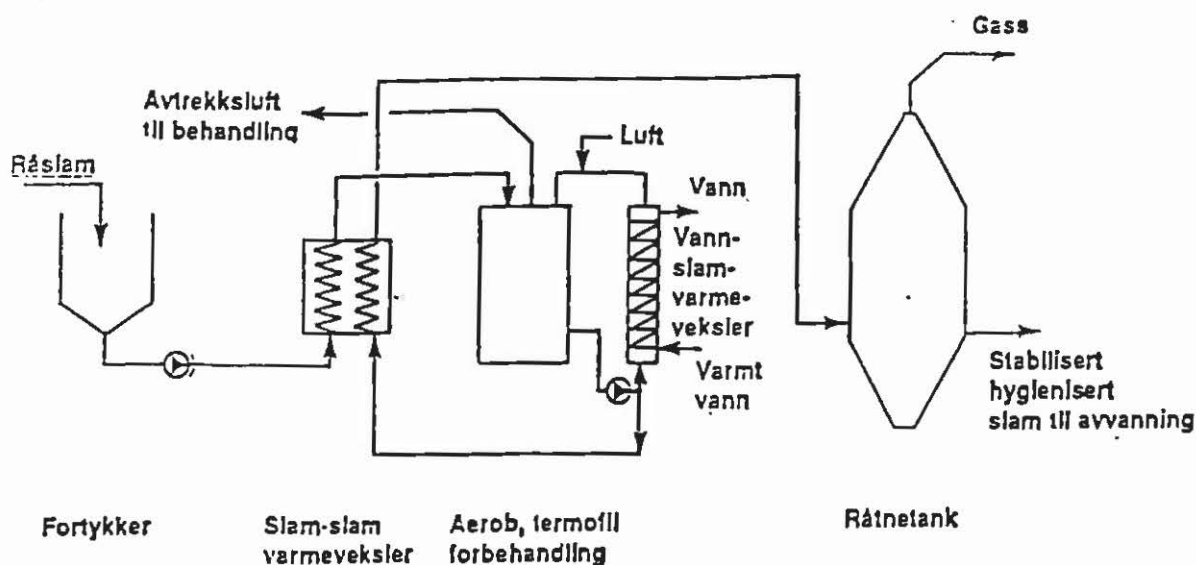 Gass
Avtrekksluft
til behandling
Luft
Råslam
Vann
Vann-
slam-
varme-
veksler
Varmt
vann
Stabilisert
hygienisert
slam til avvanning
Fortykker
Slam-slam
varmeveksler
Aerob, termofil
forbehandling
Råtnetank